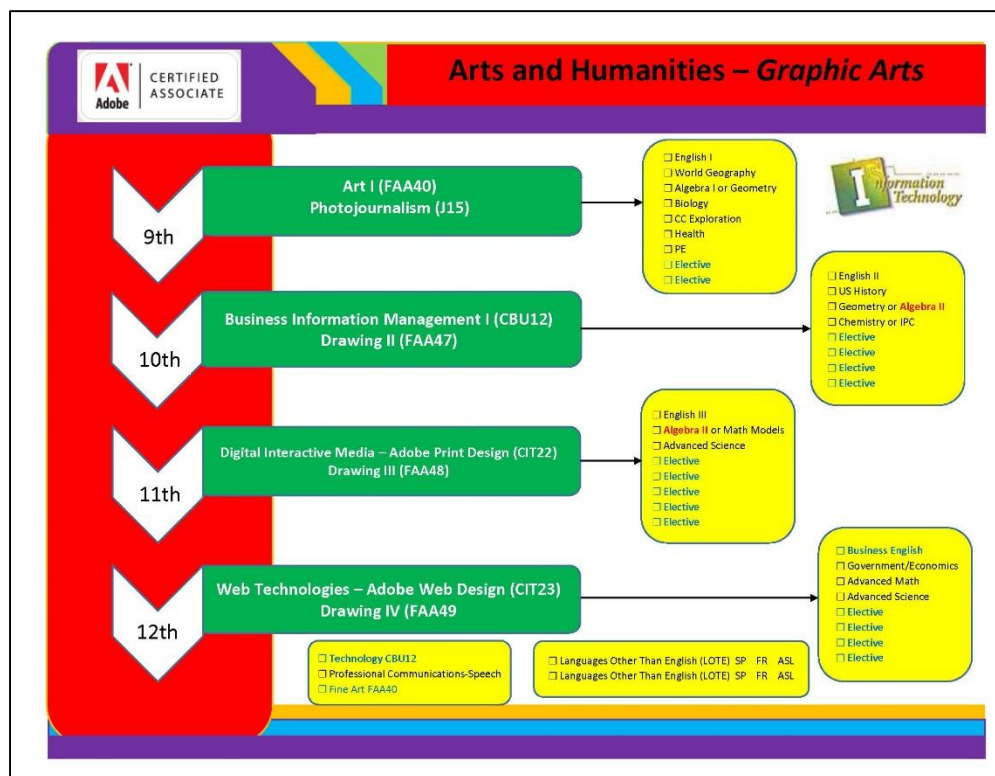 Adobe
CERTIFIED
ASSOCIATE
Arts and Humanities – Graphic Arts
9th
Art I (FAA40)
Photojournalism (J15)
❒ English I
❒ World Geography
❒ Algebra I or Geometry
❒ Biology
❒ CC Exploration
❒ Health
❒ PE
❒ Elective
❒ Elective
Information
Technology
10th
Business Information Management I (CBU12)
Drawing II (FAA47)
❒ English II
❒ US History
❒ Geometry or Algebra II
❒ Chemistry or IPC
❒ Elective
❒ Elective
❒ Elective
❒ Elective
11th
Digital Interactive Media – Adobe Print Design (CIT22)
Drawing III (FAA48)
❒ English III
❒ Algebra II or Math Models
❒ Advanced Science
❒ Elective
❒ Elective
❒ Elective
❒ Elective
❒ Elective
12th
Web Technologies – Adobe Web Design (CIT23)
Drawing IV (FAA49
❒ Business English
❒ Government/Economics
❒ Advanced Math
❒ Advanced Science
❒ Elective
❒ Elective
❒ Elective
❒ Elective
❒ Technology CBU12
❒ Professional Communications-Speech
❒ Fine Art FAA40
❒ Languages Other Than English (LOTE) SP FR ASL
❒ Languages Other Than English (LOTE) SP FR ASL